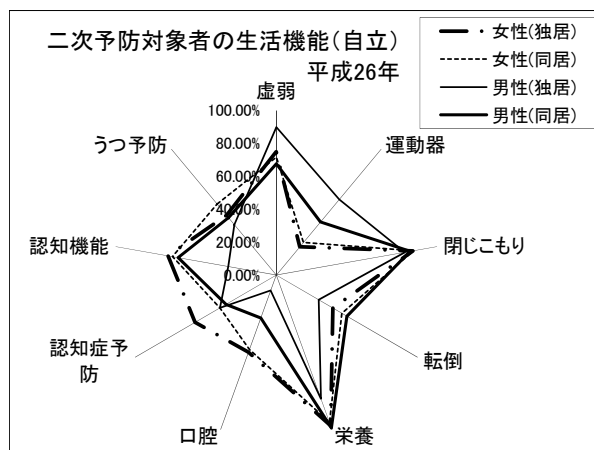 二次予防対象者の生活機能(自立)
平成26年
女性(独居)
女性(同居)
男性(独居)
男性(同居)
虚弱
運動器
閉じこもり
転倒
栄養
口腔
認知症予
防
認知機能
うつ予防
100.00%
80.00%
60.00%
40.00%
20.00%
0.00%